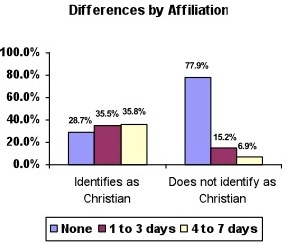 Differences by Affiliation
100.0%
80.0%
60.0%
40.0%
20.0%
0.0%
28.7%
35.5%
35.8%
77.9%
15.2%
6.9%
Identifies as
Christian
Does not identify as
Christian
None 1 to 3 days 4 to 7 days